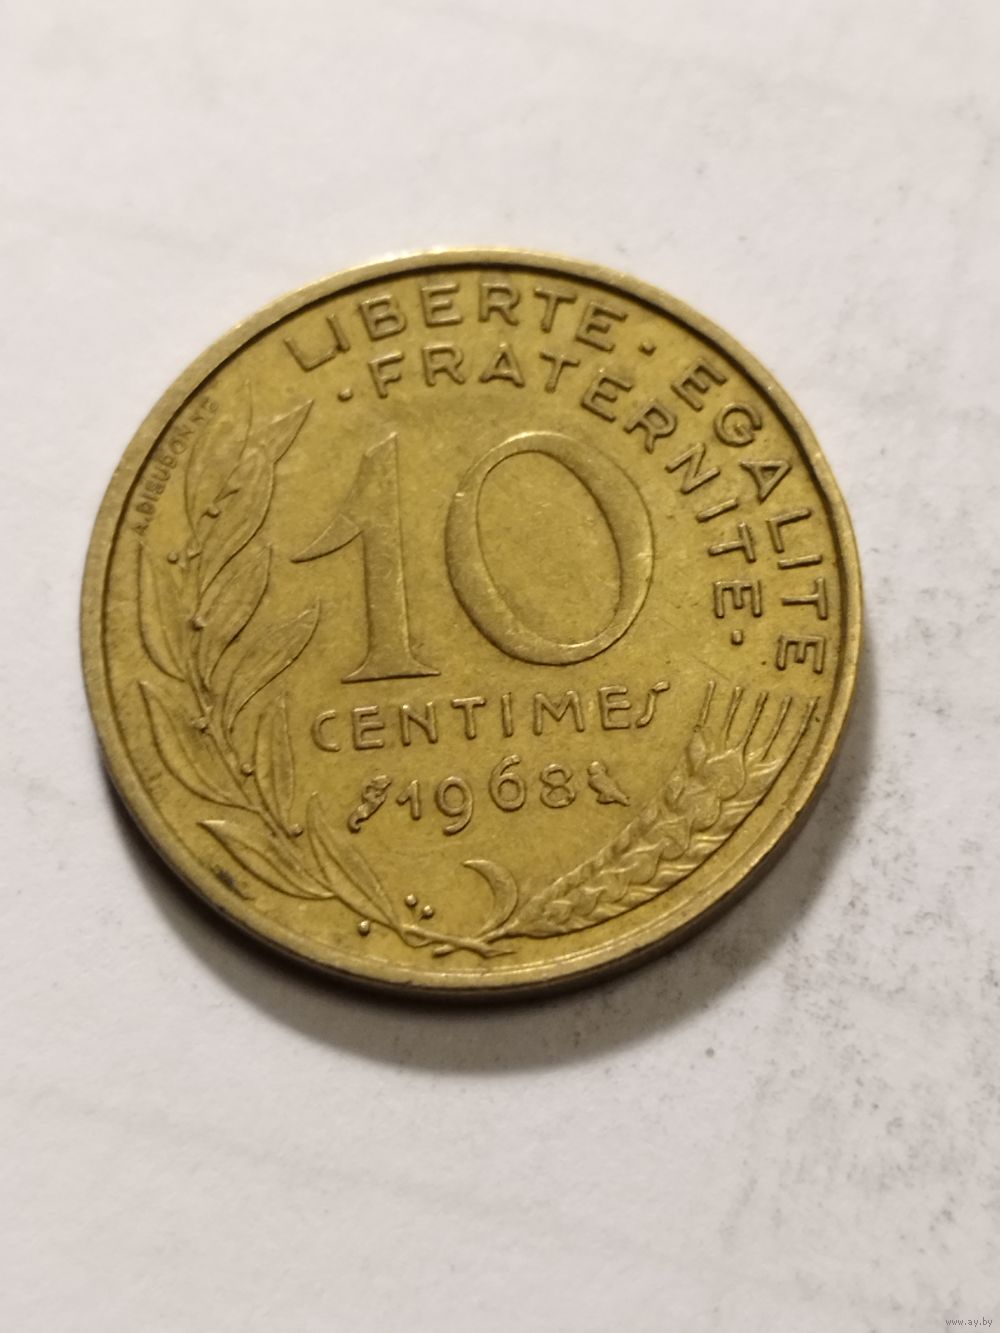 LIBERTE · EGALITE
· FRATERNITE ·
A.DIEUDONNE
10
CENTIMES
1968
www.ay.by